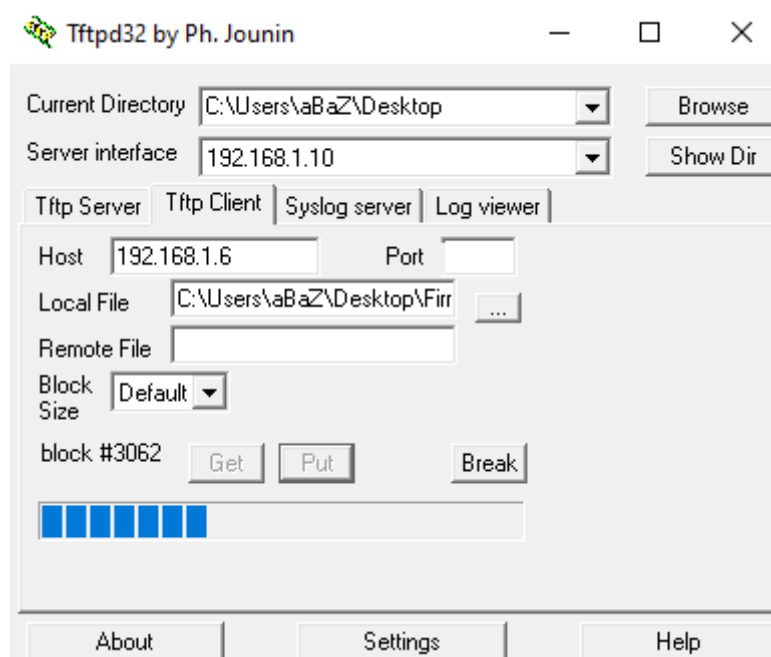 Tftpd32 by Ph. Jounin
Current Directory C:\Users\aBaZ\Desktop Browse
Server interface 192.168.1.10 Show Dir
Tftp Server Tftp Client Syslog server Log viewer
Host 192.168.1.6 Port
Local File C:\Users\aBaZ\Desktop\Firr ...
Remote File
Block Size Default
block #3062 Get Put Break
About Settings Help